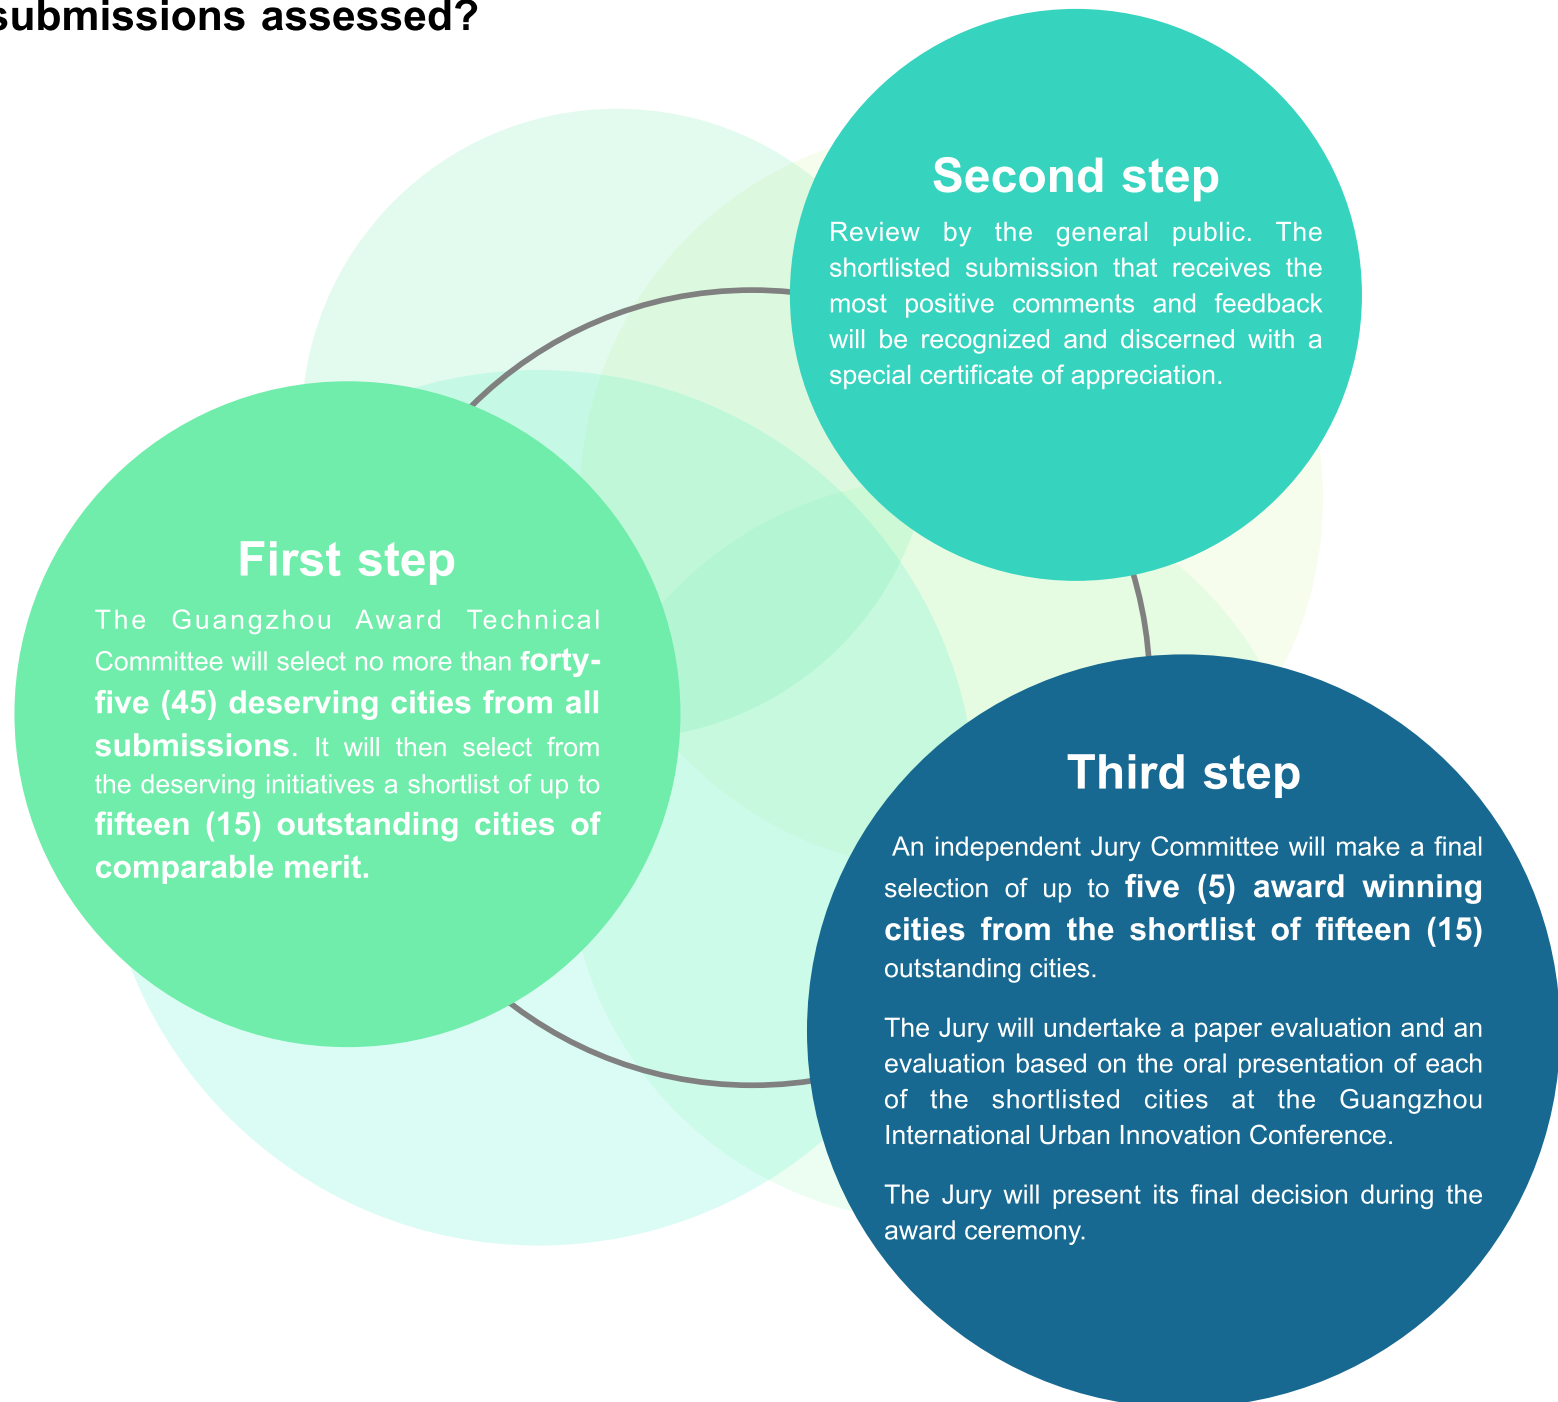 submissions assessed?
Second step
Review by the general public. The
shortlisted submission that receives the
most positive comments and feedback
will be recognized and discerned with a
special certificate of appreciation.
First step
The Guangzhou Award Technical
Committee will select no more than forty-
five (45) deserving cities from all
submissions. It will then select from
the deserving initiatives a shortlist of up to
fifteen (15) outstanding cities of
comparable merit.
Third step
An independent Jury Committee will make a final
selection of up to five (5) award winning
cities from the shortlist of fifteen (15)
outstanding cities.
The Jury will undertake a paper evaluation and an
evaluation based on the oral presentation of each
of the shortlisted cities at the Guangzhou
International Urban Innovation Conference.
The Jury will present its final decision during the
award ceremony.